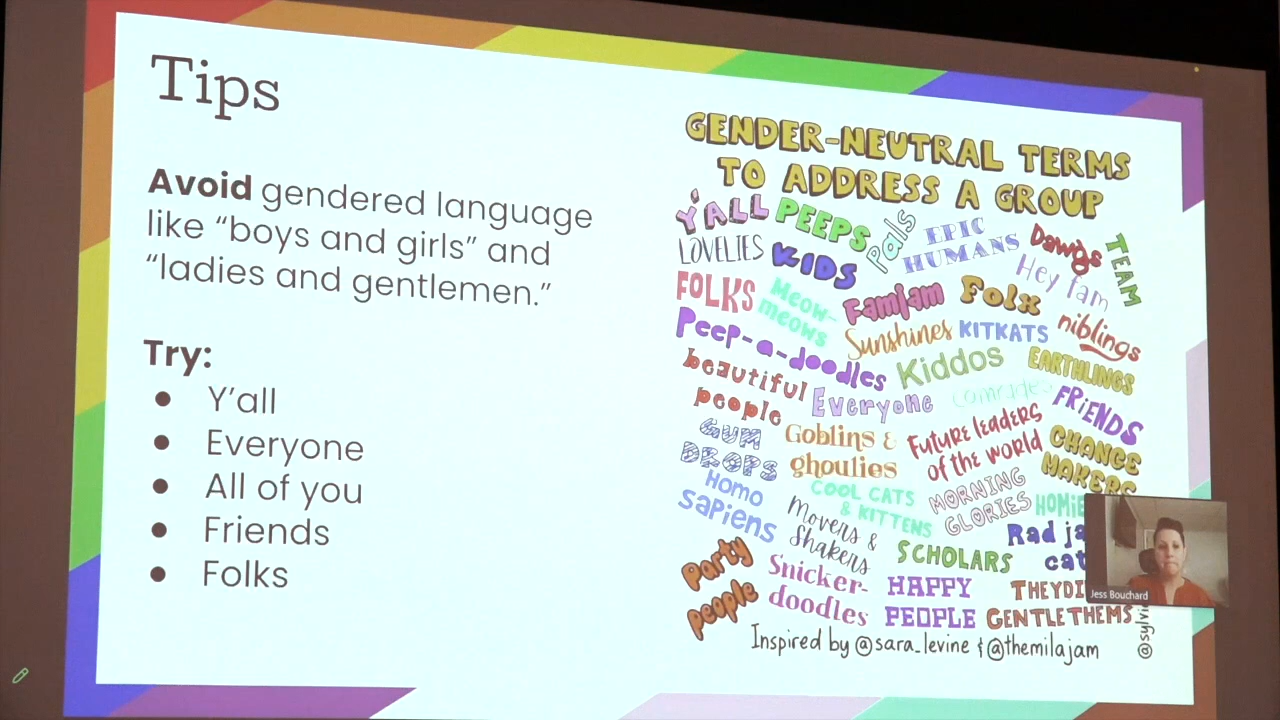 Tips
Avoid gendered language
like “boys and girls” and
“ladies and gentlemen.”
Try:
● Y’all
● Everyone
● All of you
● Friends
● Folks
GENDER-NEUTRAL TERMS
TO ADDRESS A GROUP
Y'ALL
PEEPS
Pals
EPIC
HUMANS
Dawgs
TEAM
LOVELIES
KIDS
Hey fam
FOLKS
Meow-
meows
Famjam
Folx
niblings
Peep-a-doodles
Sunshines
KITKATS
Kiddos
EARTHLINGS
beautiful
people
Everyone
comrades
FRiENDS
GUM
DROPS
Goblins &
ghoulies
Future leaders
of the world
CHANGE
MAKERS
Homo
sapiens
COOL CATS
& KITTENS
MORNING
GLORIES
Movers &
Shakers
SCHOLARS
Rad
Party
people
Snicker-
doodles
HAPPY
PEOPLE
GENTLETHEMS
Inspired by @sara_levine & @themilajam
Jess Bouchard